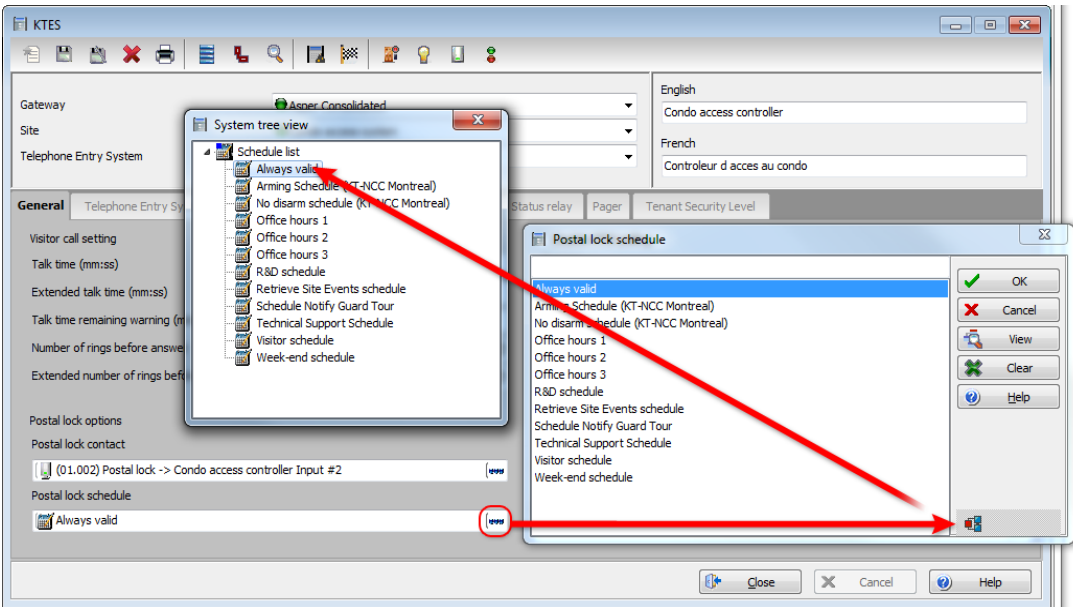 KTES
Gateway
Asper Consolidated
Site
Telephone Entry System
English
Condo access controller
French
Controleur d acces au condo
General
Telephone Entry Sy
Status relay
Pager
Tenant Security Level
Visitor call setting
Talk time (mm:ss)
Extended talk time (mm:ss)
Talk time remaining warning (m
Number of rings before answe
Extended number of rings befo
Postal lock options
Postal lock contact
(01.002) Postal lock -> Condo access controller Input #2
Postal lock schedule
Always valid
System tree view
Schedule list
Always valid
Arming Schedule (KT-NCC Montreal)
No disarm schedule (KT-NCC Montreal)
Office hours 1
Office hours 2
Office hours 3
R&D schedule
Retrieve Site Events schedule
Schedule Notify Guard Tour
Technical Support Schedule
Visitor schedule
Week-end schedule
Postal lock schedule
Always valid
Arming Schedule (KT-NCC Montreal)
No disarm schedule (KT-NCC Montreal)
Office hours 1
Office hours 2
Office hours 3
R&D schedule
Retrieve Site Events schedule
Schedule Notify Guard Tour
Technical Support Schedule
Visitor schedule
Week-end schedule
OK
Cancel
View
Clear
Help
Close
Cancel
Help